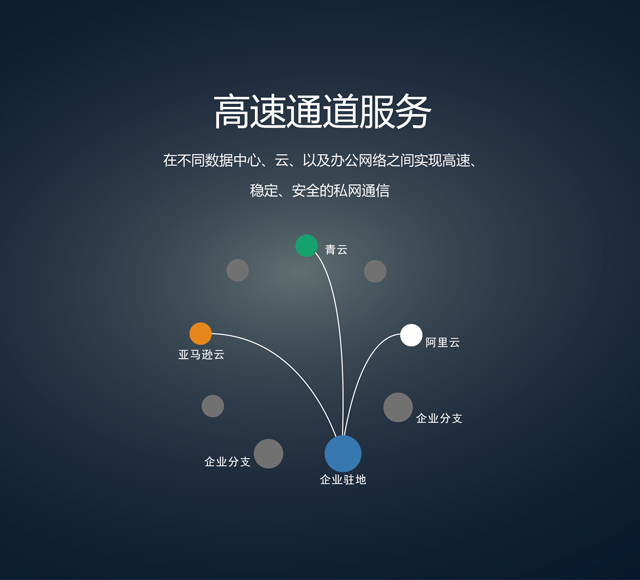 高速通道服务
在不同数据中心、云、以及办公网络之间实现高速、
稳定、安全的私网通信
青云
亚马逊云
阿里云
企业分支
企业分支
企业驻地